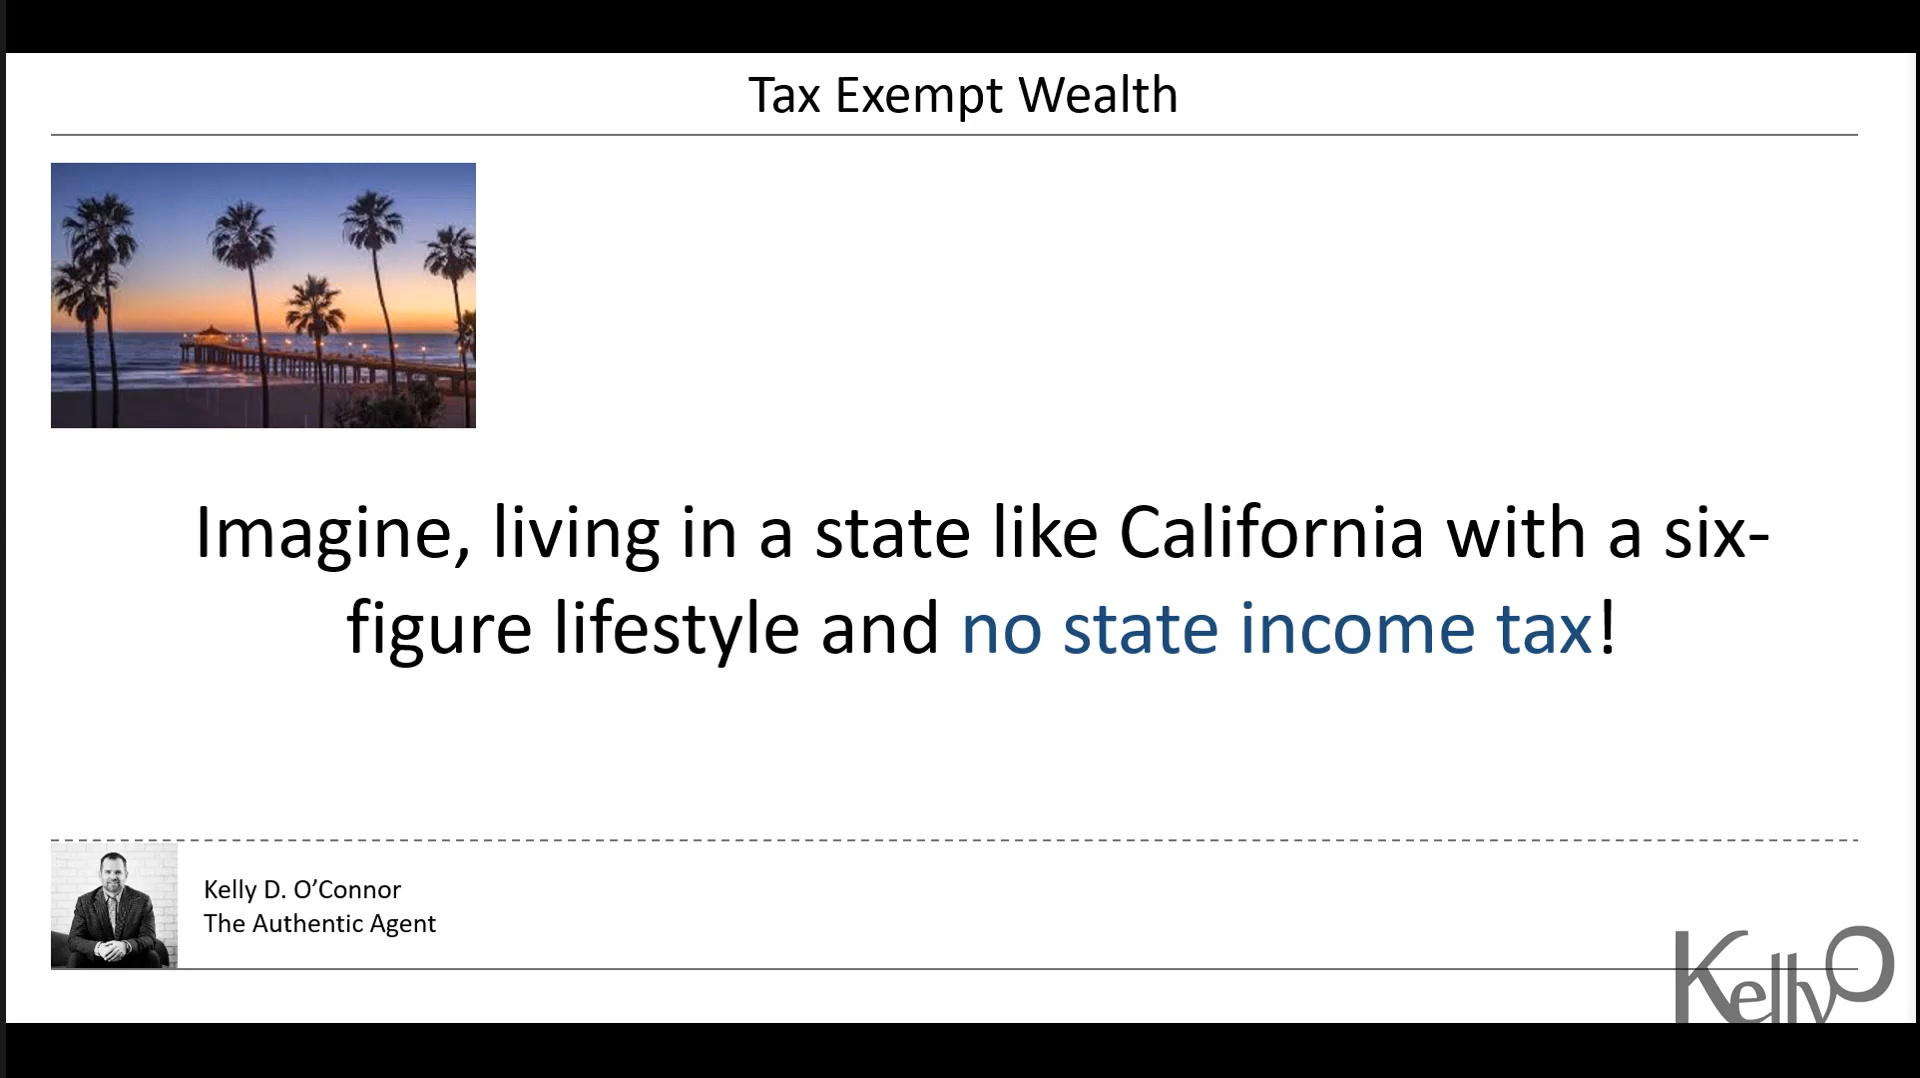 Tax Exempt Wealth
Imagine, living in a state like California with a six-
figure lifestyle and no state income tax!
Kelly D. O’Connor
The Authentic Agent
KellyO